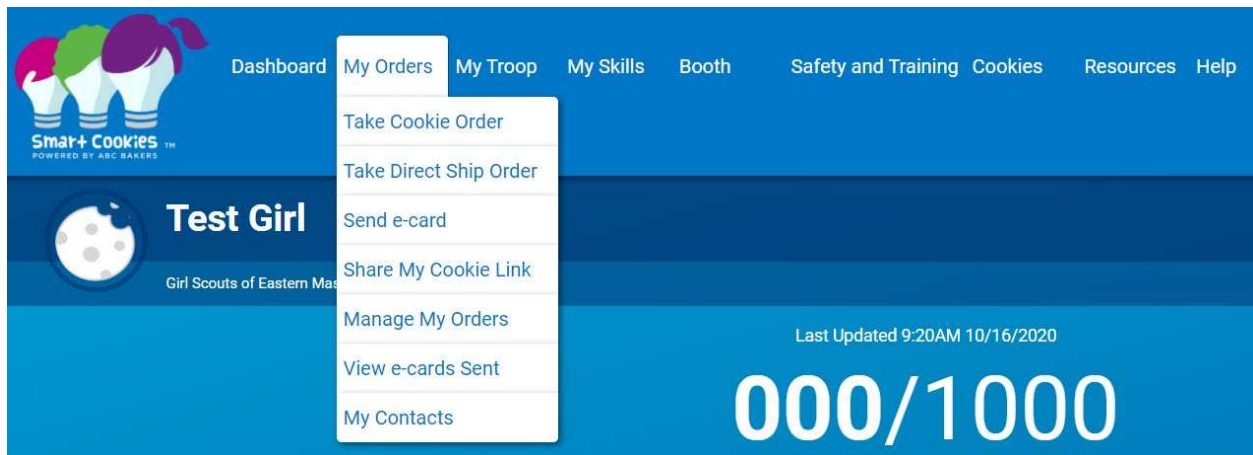 Dashboard My Orders My Troop My Skills Booth Safety and Training Cookies Resources Help
Smart Cookies TM
POWERED BY ABC BAKERS
Take Cookie Order
Take Direct Ship Order
Send e-card
Share My Cookie Link
Manage My Orders
View e-cards Sent
My Contacts
Test Girl
Girl Scouts of Eastern Mas
Last Updated 9:20AM 10/16/2020
000/1000